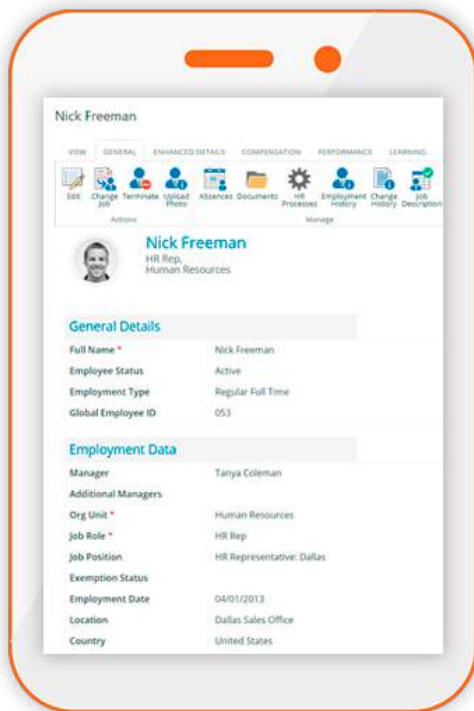 Nick Freeman
VIEW GENERAL ENHANCED DETAILS COMPENSATION PERFORMANCE LEARNING
Edit Change Job Terminate Upload Photo Absences Documents HR Processes Employment History Change History Job Description
Actions Manage
Nick Freeman
HR Rep,
Human Resources
General Details
Full Name * Nick Freeman
Employee Status Active
Employment Type Regular Full Time
Global Employee ID 053
Employment Data
Manager Tanya Coleman
Additional Managers
Org Unit * Human Resources
Job Role * HR Rep
Job Position HR Representative: Dallas
Exemption Status
Employment Date 04/01/2013
Location Dallas Sales Office
Country United States